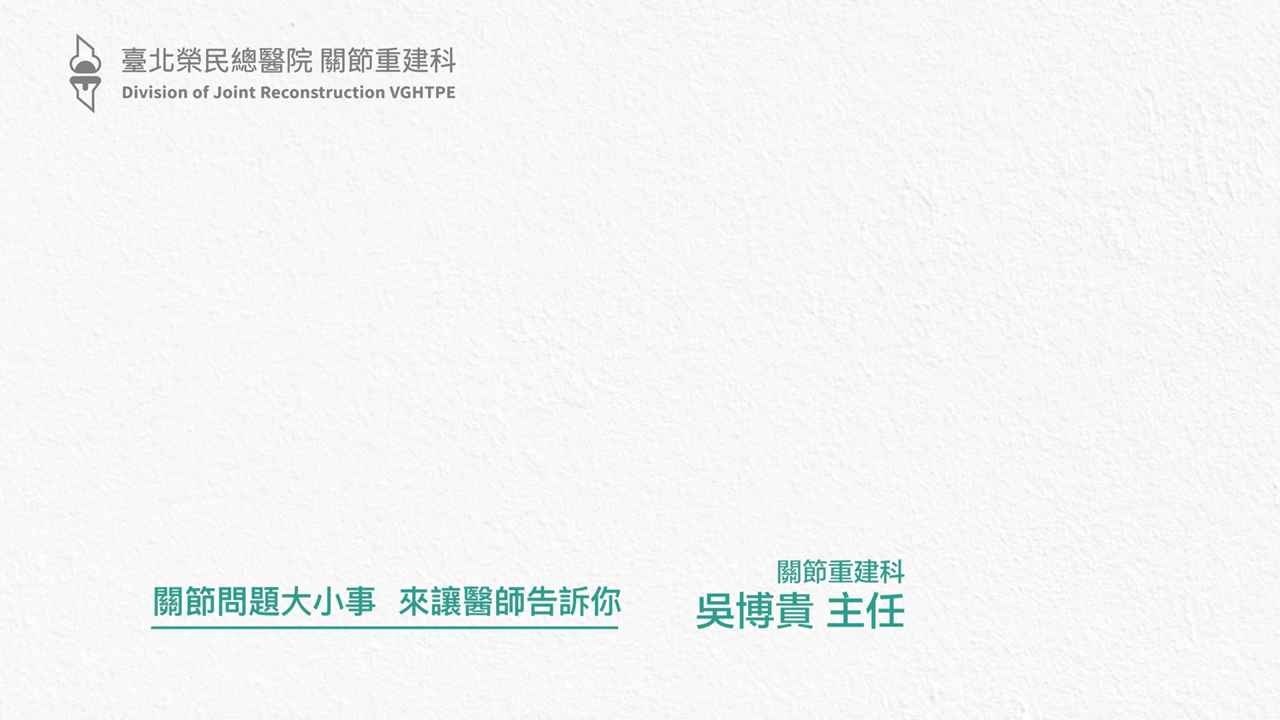 臺北榮民總醫院 關節重建科
Division of Joint Reconstruction VGHTPE
關節問題大小事 來讓醫師告訴你
關節重建科
吳博貴 主任